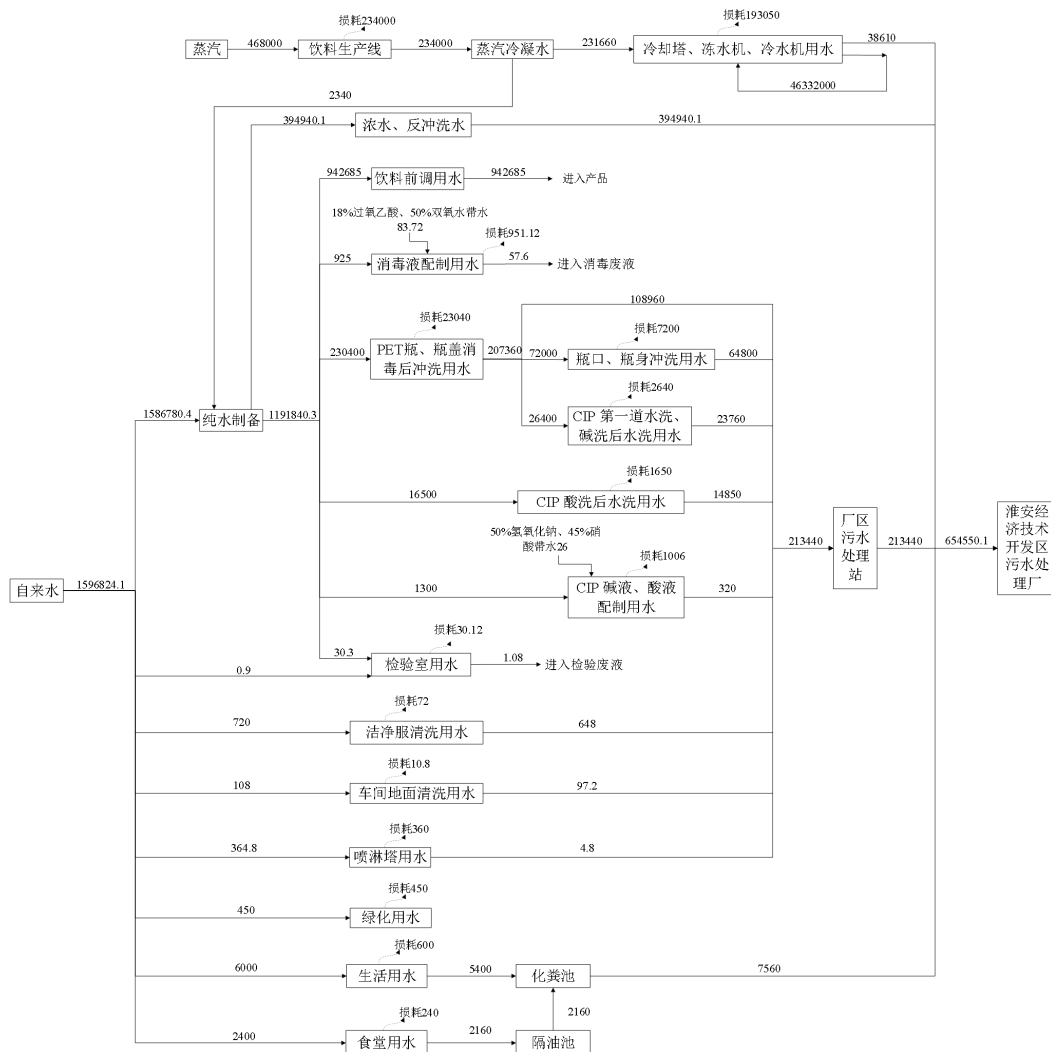 损耗234000
损耗193050
蒸汽
468000
饮料生产线
234000
蒸汽冷凝水
231660
冷却塔、冻水机、冷水机用水
38610
46332000
2340
394940.1
浓水、反冲洗水
394940.1
942685
饮料前调用水
942685
进入产品
18%过氧乙酸、50%双氧水带水
83.72
损耗951.12
925
消毒液配制用水
57.6
进入消毒废液
108960
损耗23040
损耗7200
230400
PET瓶、瓶盖消
毒后冲洗用水
207360
72000
瓶口、瓶身冲洗用水
64800
损耗2640
26400
CIP 第一道水洗、
碱洗后水洗用水
23760
1586780.4
纯水制备
1191840.3
损耗1650
16500
CIP 酸洗后水洗用水
14850
50%氢氧化钠、45%硝
酸带水26
损耗1006
1300
CIP 碱液、酸液
配制用水
320
213440
厂区
污水
处理
站
213440
654550.1
淮安经
济技术
开发区
污水处
理厂
自来水
1596824.1
损耗30.12
30.3
检验室用水
1.08
进入检验废液
0.9
损耗72
720
洁净服清洗用水
648
损耗10.8
108
车间地面清洗用水
97.2
损耗360
364.8
喷淋塔用水
4.8
损耗450
450
绿化用水
损耗600
6000
生活用水
5400
化粪池
7560
2160
损耗240
2400
食堂用水
2160
隔油池